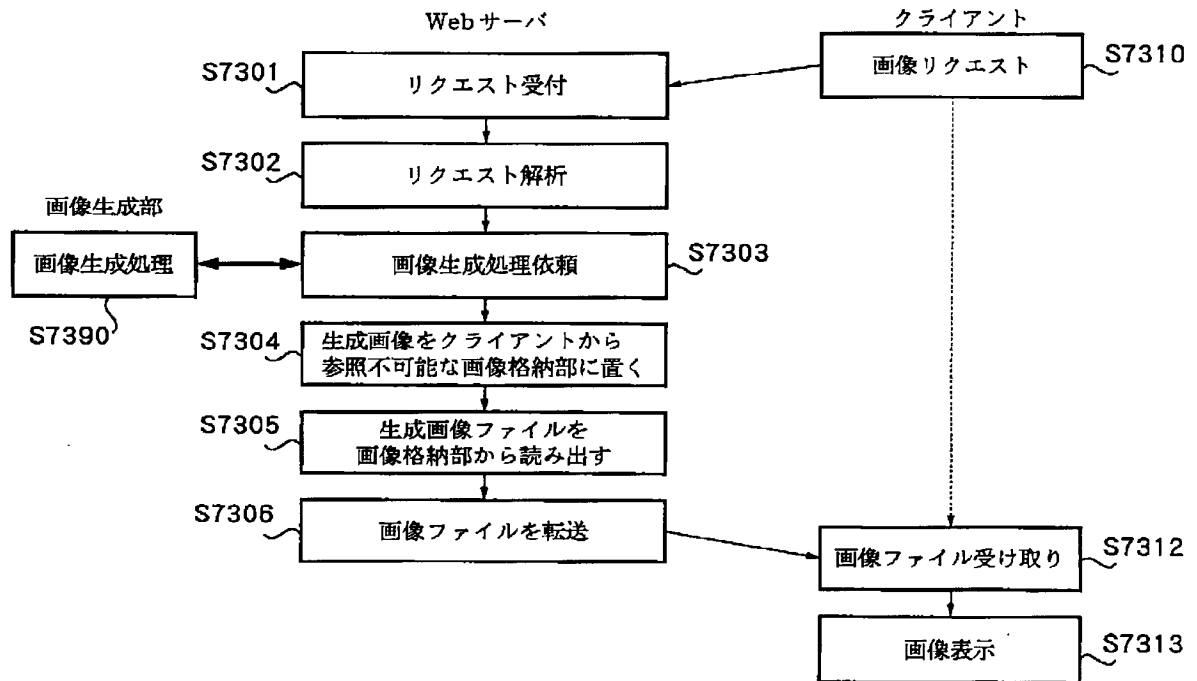 Webサーバ
クライアント
S7301
リクエスト受付
画像リクエスト
S7310
S7302
リクエスト解析
画像生成部
画像生成処理
S7390
画像生成処理依頼
S7303
S7304
生成画像をクライアントから
参照不可能な画像格納部に置く
S7305
生成画像ファイルを
画像格納部から読み出す
S7306
画像ファイルを転送
画像ファイル受け取り
S7312
画像表示
S7313